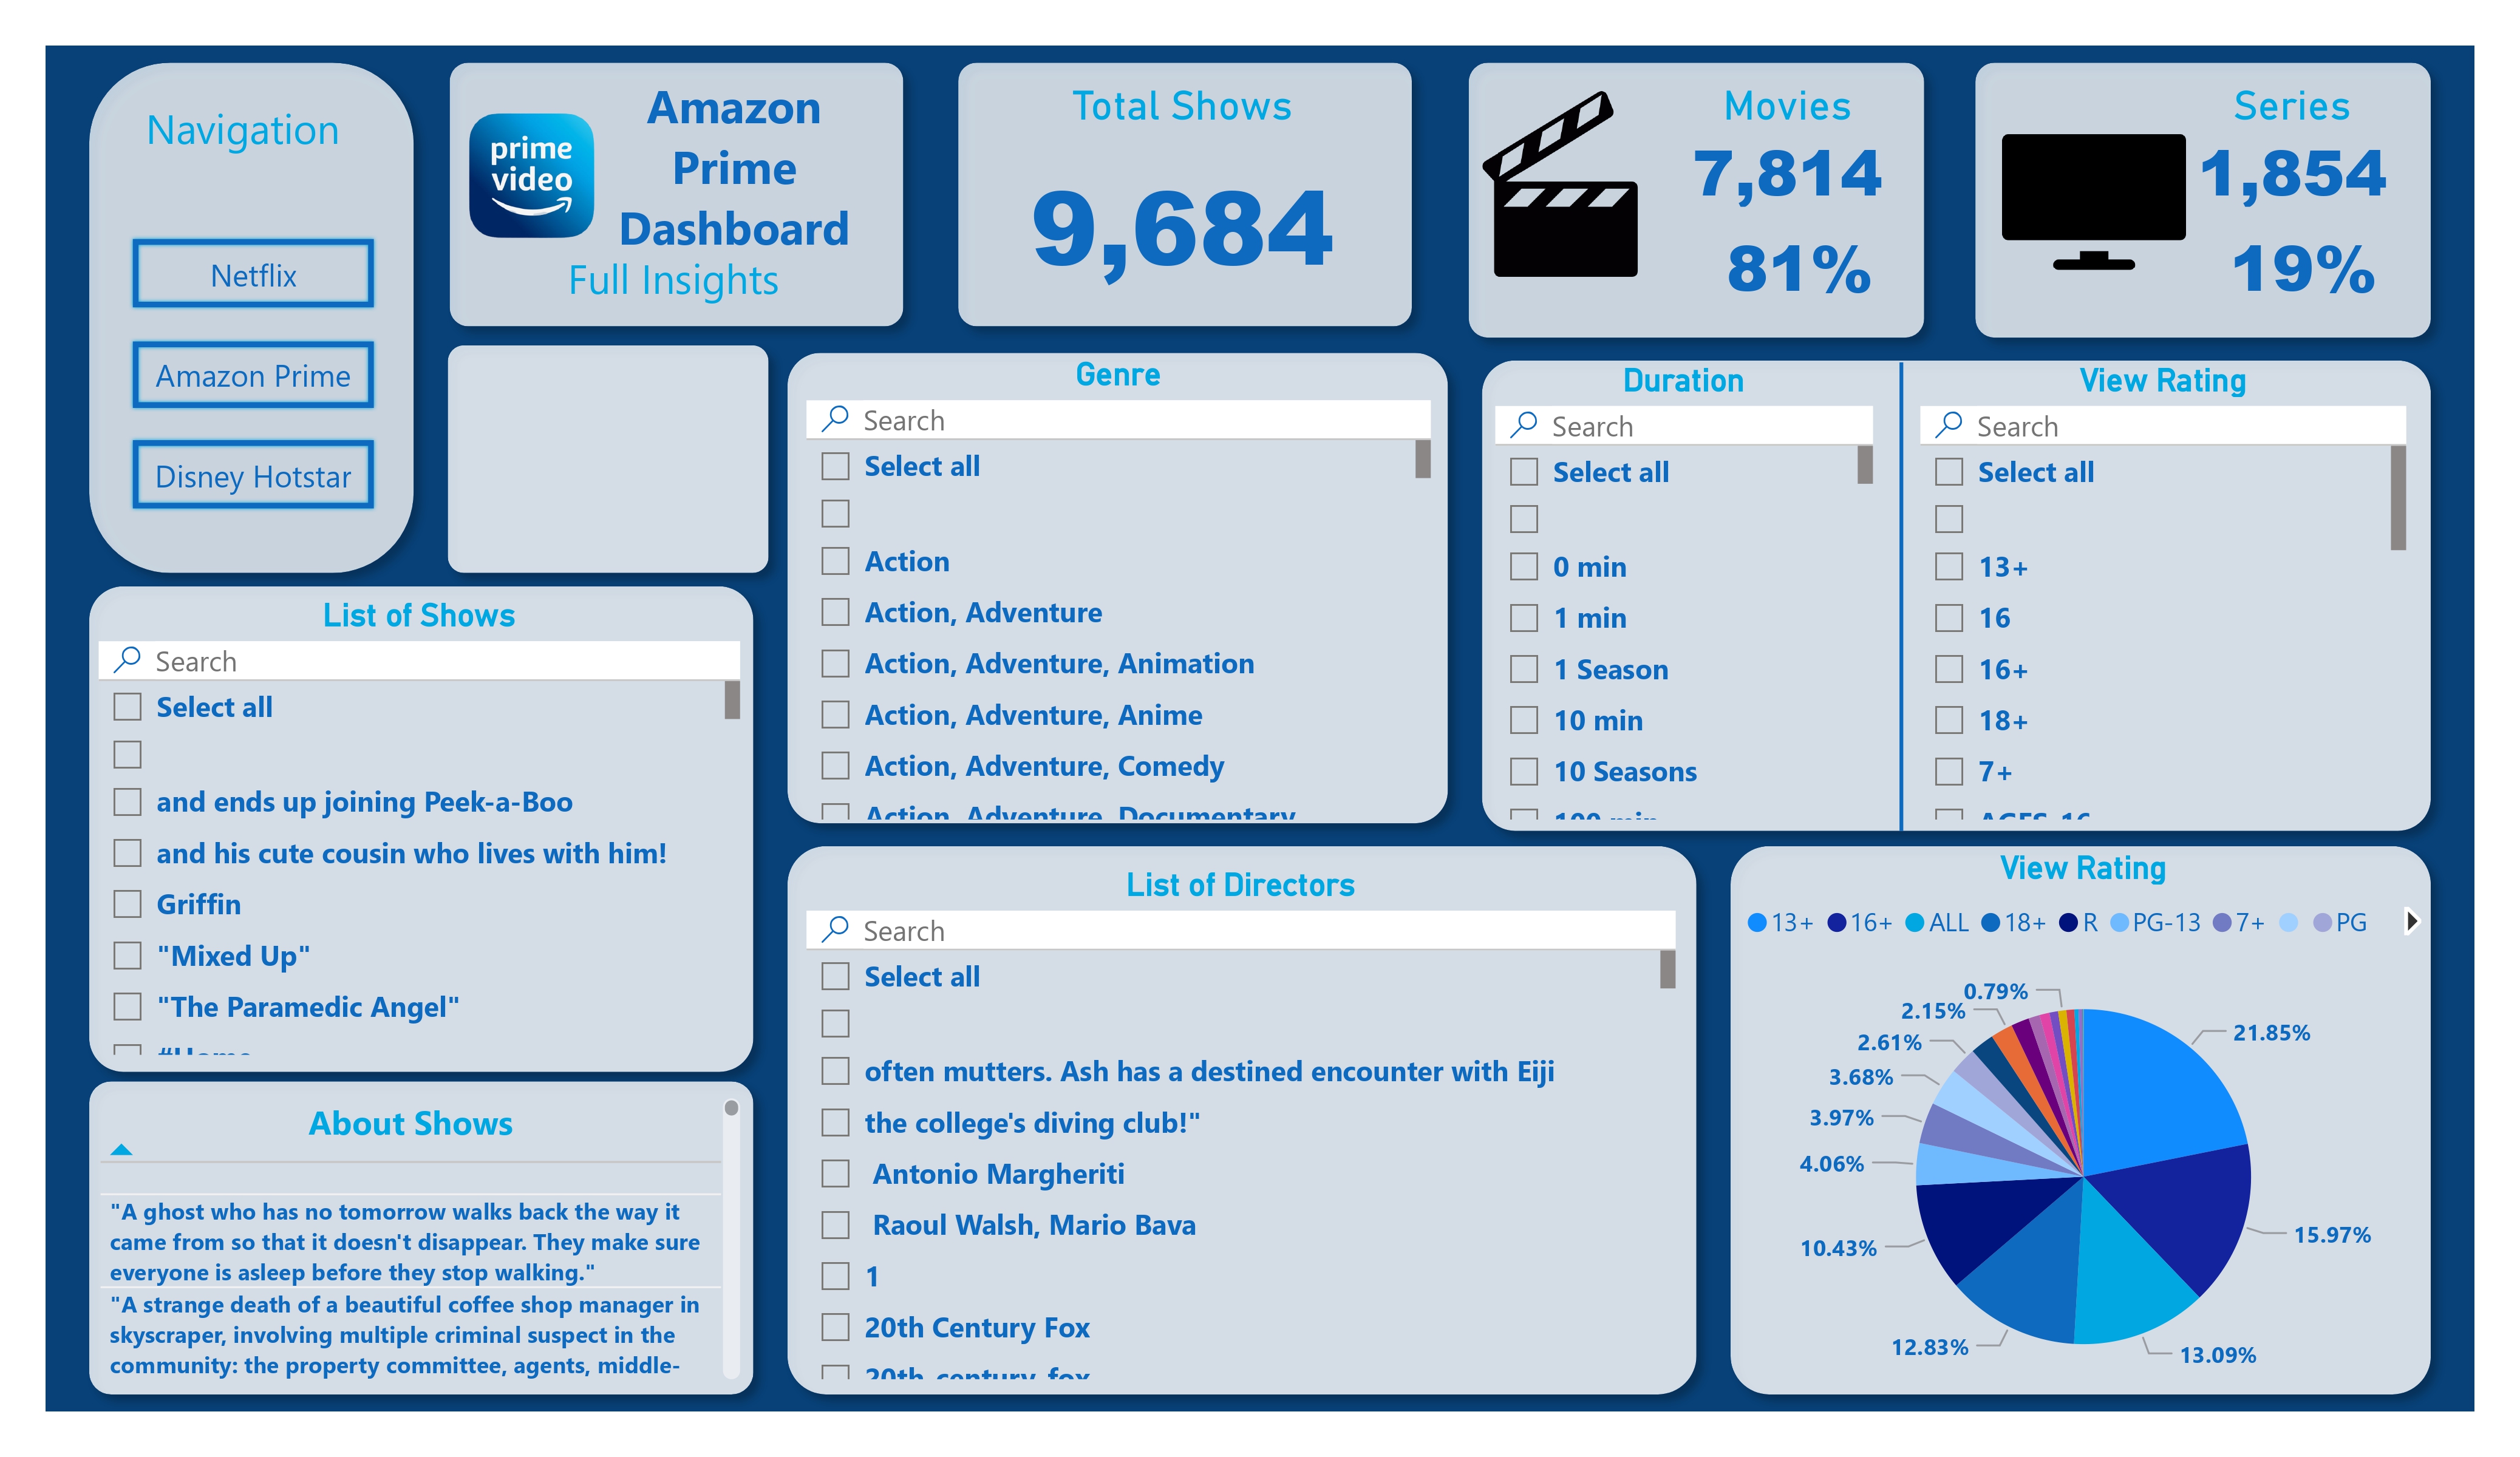 Navigation
Netflix
Amazon Prime
Disney Hotstar
prime
video
Amazon
Prime
Dashboard
Full Insights
Total Shows
9,684
Movies
7,814
81%
Series
1,854
19%
Genre
Search
Select all
Action
Action, Adventure
Action, Adventure, Animation
Action, Adventure, Anime
Action, Adventure, Comedy
Action, Adventure, Documentary
Duration
Search
Select all
0 min
1 min
1 Season
10 min
10 Seasons
100 min
View Rating
Search
Select all
13+
16
16+
18+
7+
List of Shows
Search
Select all
and ends up joining Peek-a-Boo
and his cute cousin who lives with him!
Griffin
"Mixed Up"
"The Paramedic Angel"
#Home
About Shows
"A ghost who has no tomorrow walks back the way it
came from so that it doesn't disappear. They make sure
everyone is asleep before they stop walking."
"A strange death of a beautiful coffee shop manager in
skyscraper, involving multiple criminal suspect in the
community: the property committee, agents, middle-
List of Directors
Search
Select all
often mutters. Ash has a destined encounter with Eiji
the college's diving club!"
Antonio Margheriti
Raoul Walsh, Mario Bava
1
20th Century Fox
View Rating
13+ 16+ ALL 18+ R PG-13 7+ PG
0.79%
2.15%
21.85%
2.61%
3.68%
3.97%
4.06%
15.97%
10.43%
12.83%
13.09%